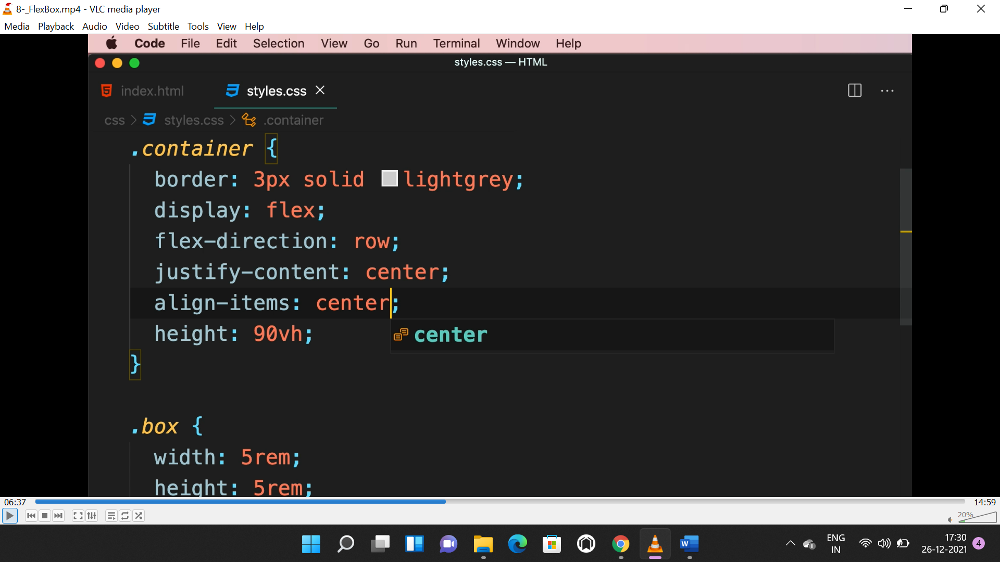 8-_FlexBox.mp4 - VLC media player
Media Playback Audio Video Subtitle Tools View Help
Code File Edit Selection View Go Run Terminal Window Help
styles.css — HTML
index.html styles.css
css > styles.css > .container
.container {
border: 3px solid lightgrey;
display: flex;
flex-direction: row;
justify-content: center;
align-items: center;
height: 90vh;
center
}
.box {
width: 5rem;
height: 5rem;
06:37 14:59
20%
ENG
IN
17:30
26-12-2021
4